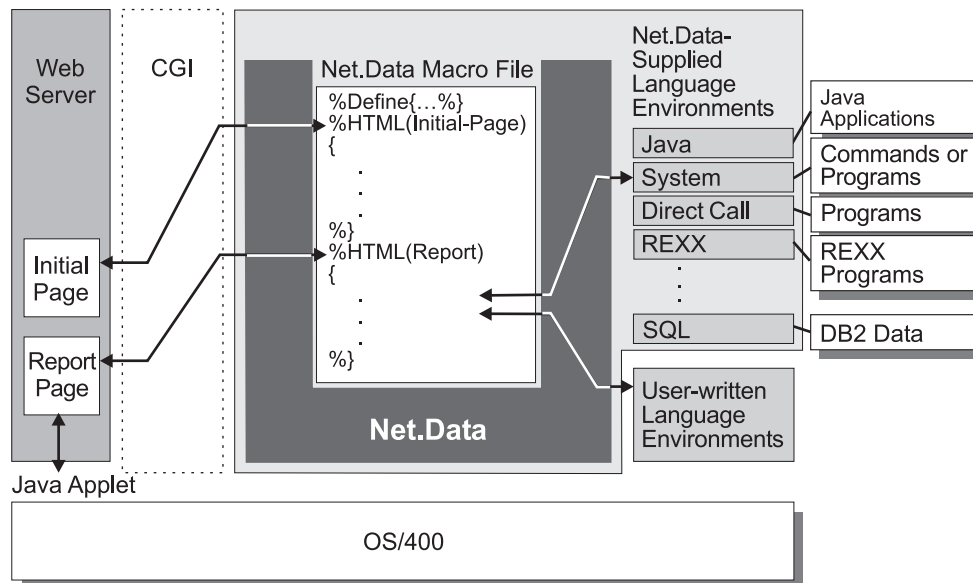 Web
Server
CGI
Net.Data Macro File
%Define{...%}
%HTML(Initial-Page)
{
.
.
.
%}
%HTML(Report)
{
.
.
.
%}
Net.Data
Net.Data-
Supplied
Language
Environments
Java
System
Direct Call
REXX
.
.
.
SQL
User-written
Language
Environments
Java
Applications
Commands or
Programs
Programs
REXX
Programs
DB2 Data
Initial
Page
Report
Page
Java Applet
OS/400